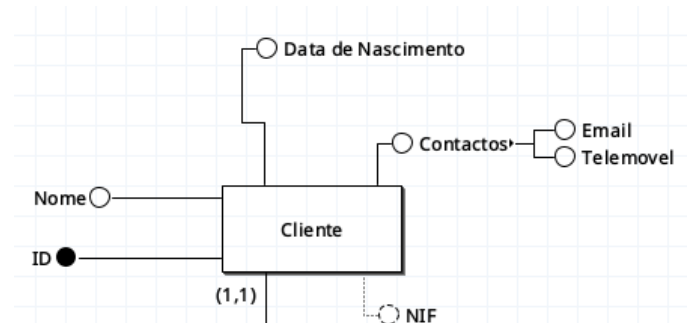 Data de Nascimento
Email
Contactos
Telemovel
Nome
Cliente
ID
(1,1)
NIF